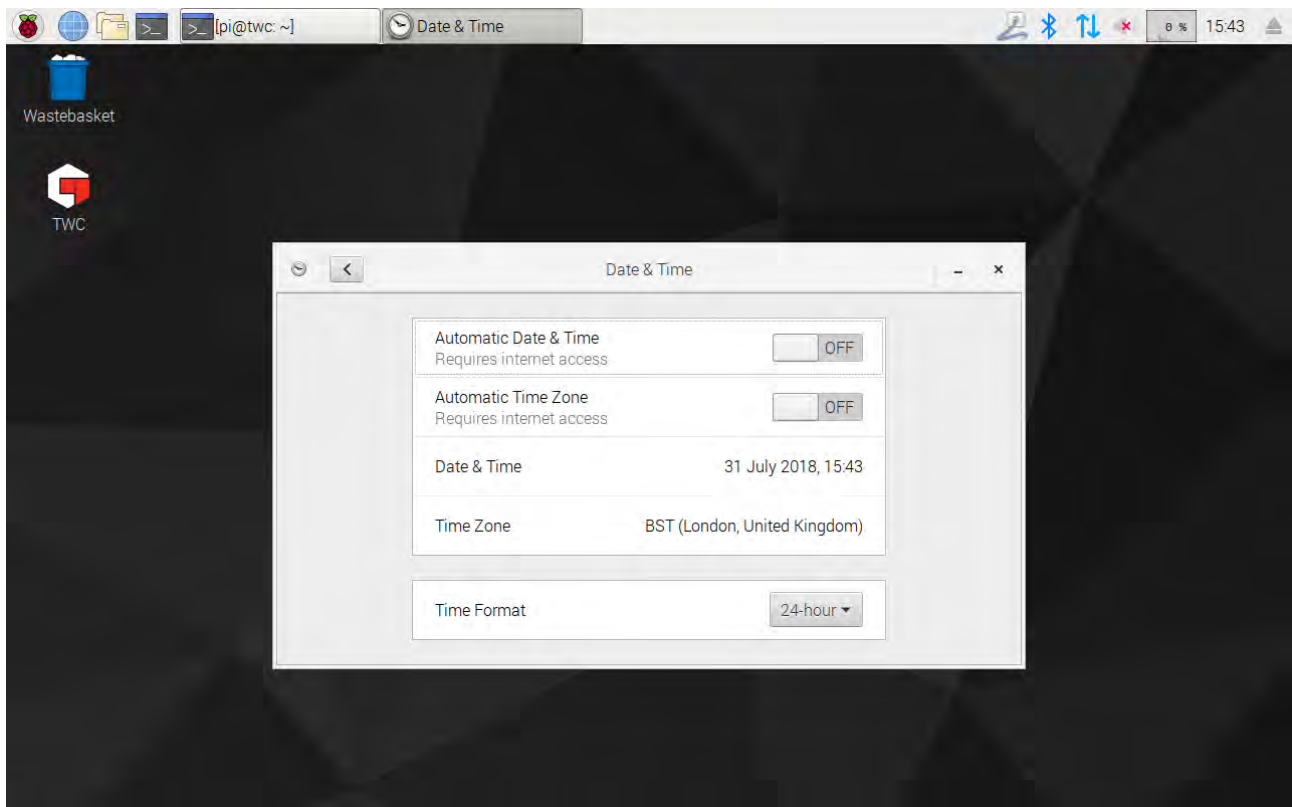 [pi@twc: ~] Date & Time 0 % 15:43
Wastebasket
TWC
Date & Time
Automatic Date & Time
Requires internet access OFF
Automatic Time Zone
Requires internet access OFF
Date & Time 31 July 2018, 15:43
Time Zone BST (London, United Kingdom)
Time Format 24-hour